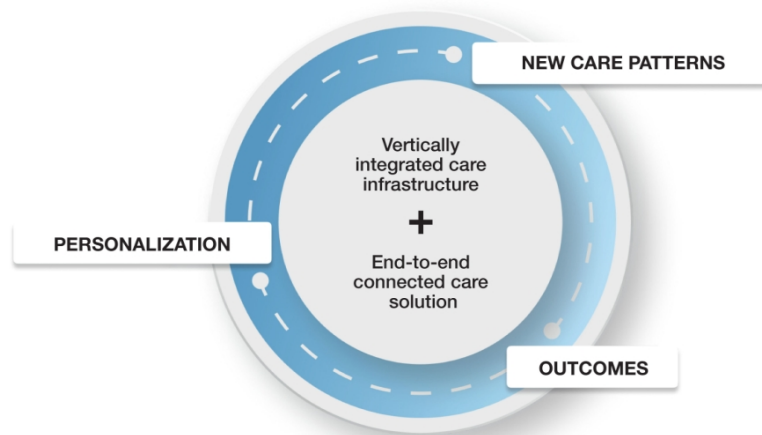 NEW CARE PATTERNS
Vertically
integrated care
infrastructure
+
End-to-end
connected care
solution
PERSONALIZATION
OUTCOMES